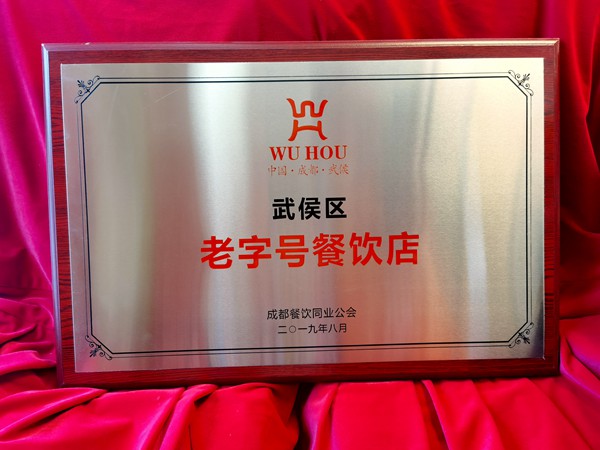 WU HOU
中国·成都·武侯
武侯区
老字号餐饮店
成都餐饮同业公会
二〇一九年八月